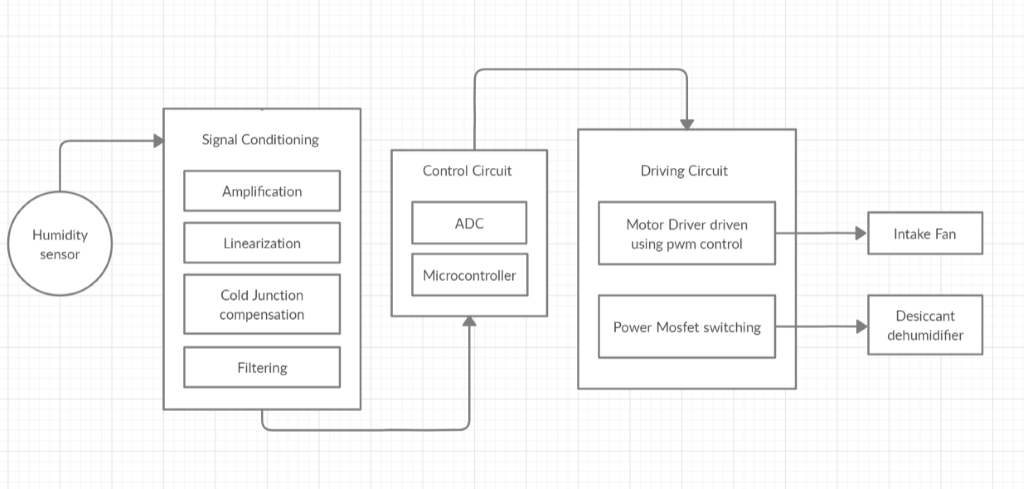 Humidity
sensor
Signal Conditioning
Amplification
Linearization
Cold Junction
compensation
Filtering
Control Circuit
ADC
Microcontroller
Driving Circuit
Motor Driver driven
using pwm control
Power Mosfet switching
Intake Fan
Desiccant
dehumidifier